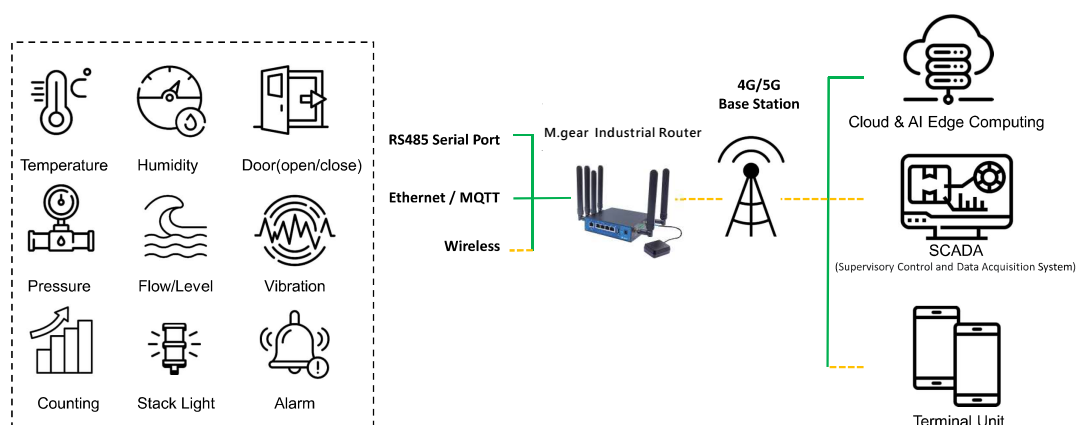 Temperature
Humidity
Door(open/close)
Pressure
Flow/Level
Vibration
Counting
Stack Light
Alarm
RS485 Serial Port
Ethernet / MQTT
Wireless
M.gear Industrial Router
4G/5G
Base Station
Cloud & AI Edge Computing
SCADA
(Supervisory Control and Data Acquisition System)
Terminal Unit